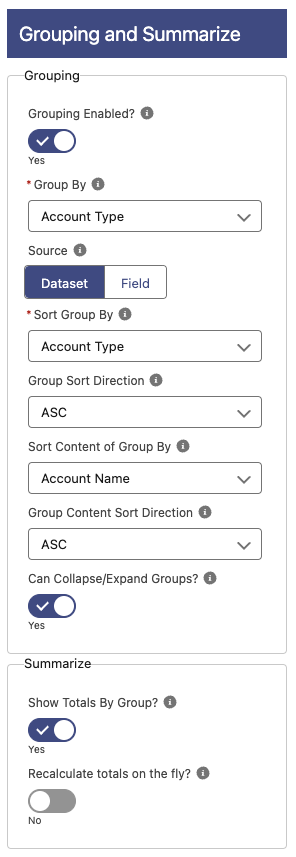 Grouping and Summarize
Grouping
Grouping Enabled?
Yes
* Group By
Account Type
Source
Dataset Field
* Sort Group By
Account Type
Group Sort Direction
ASC
Sort Content of Group By
Account Name
Group Content Sort Direction
ASC
Can Collapse/Expand Groups?
Yes
Summarize
Show Totals By Group?
Yes
Recalculate totals on the fly?
No